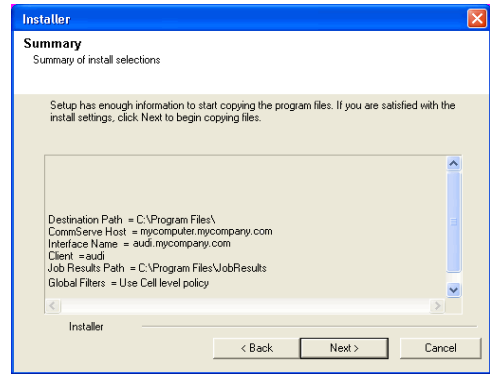 Installer
Summary
Summary of install selections
Setup has enough information to start copying the program files. If you are satisfied with the
install settings, click Next to begin copying files.
Destination Path = C:\Program Files\
CommServe Host = mycomputer.mycompany.com
Interface Name = audi.mycompany.com
Client =audi
Job Results Path = C:\Program Files\JobResults
Global Filters = Use Cell level policy
Installer
< Back Next > Cancel